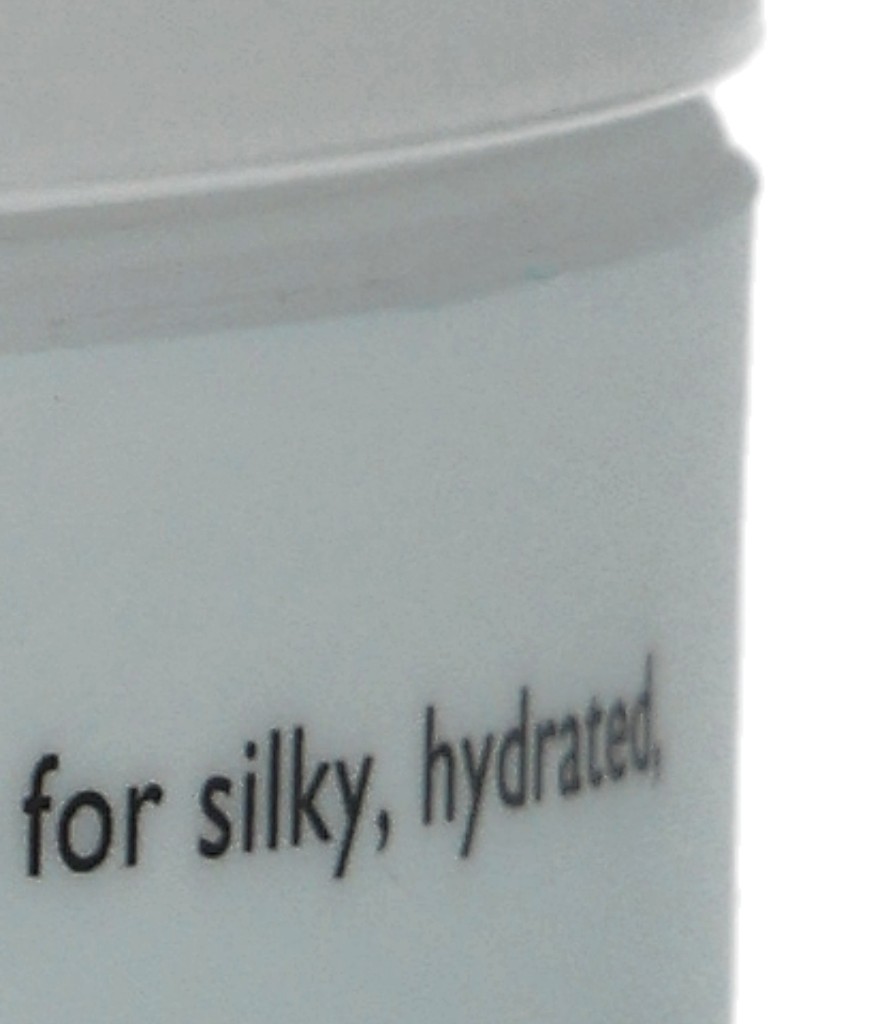 for silky, hydrated,